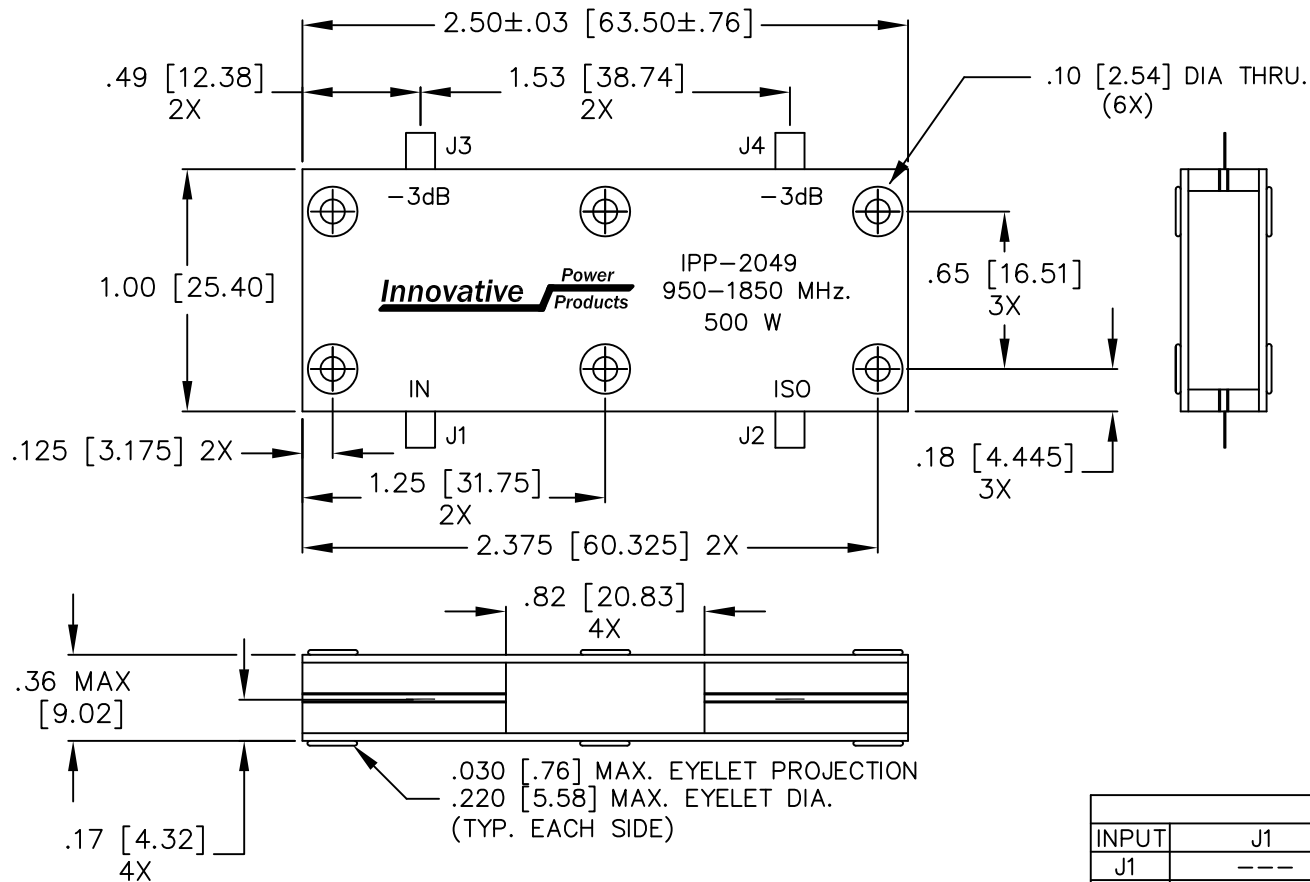 2.50±.03 [63.50±.76]
.49 [12.38]
2X
1.53 [38.74]
2X
.10 [2.54] DIA THRU.
(6X)
J3
J4
-3dB
-3dB
1.00 [25.40]
Innovative Power Products
IPP-2049
950-1850 MHz.
500 W
.65 [16.51]
3X
IN
ISO
J1
J2
.125 [3.175] 2X
.18 [4.445]
3X
1.25 [31.75]
2X
2.375 [60.325] 2X
.82 [20.83]
4X
.36 MAX
[9.02]
.030 [.76] MAX. EYELET PROJECTION
.220 [5.58] MAX. EYELET DIA.
(TYP. EACH SIDE)
.17 [4.32]
4X
INPUT J1
J1 ---